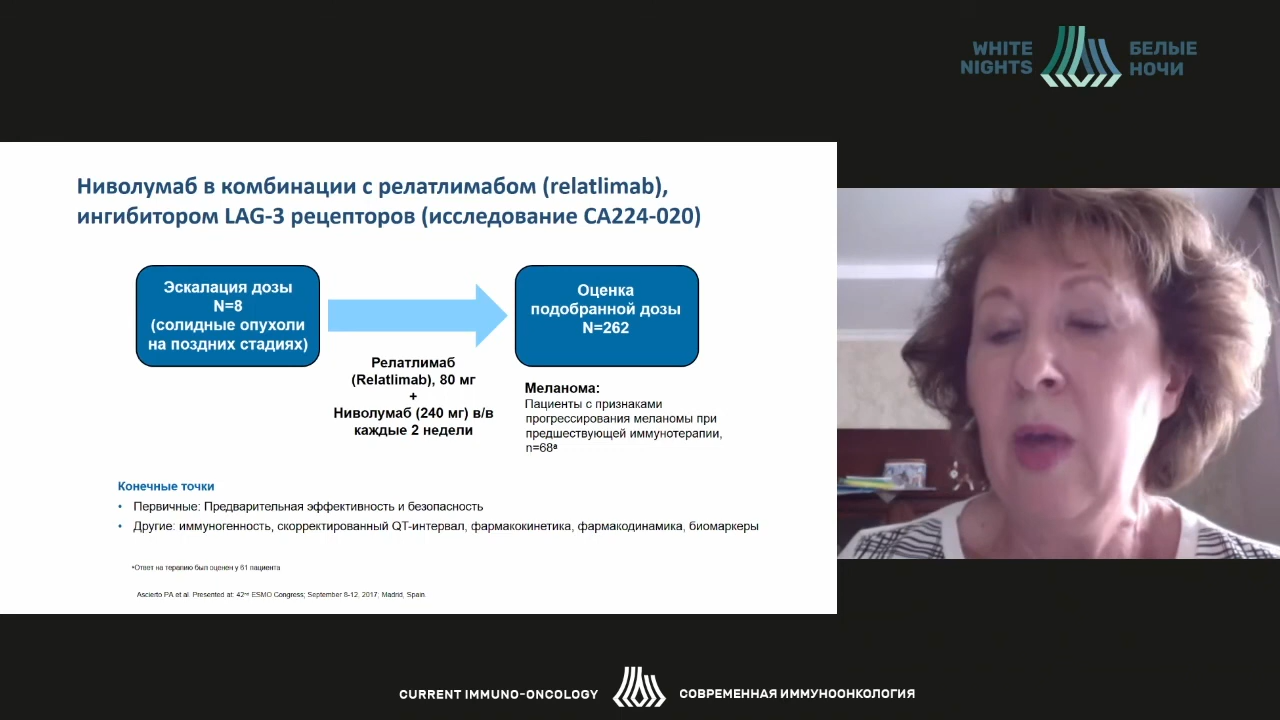 WHITE
NIGHTS
БЕЛЫЕ
НОЧИ
Ниволумаб в комбинации с релатлимабом (relatlimab),
ингибитором LAG-3 рецепторов (исследование CA224-020)
Эскалация дозы
N=8
(солидные опухоли
на поздних стадиях)
Релатлимаб
(Relatlimab), 80 мг
+
Ниволумаб (240 мг) в/в
каждые 2 недели
Оценка
подобранной дозы
N=262
Меланома:
Пациенты с признаками
прогрессирования меланомы при
предшествующей иммунотерапии,
n=68ª
Конечные точки
• Первичные: Предварительная эффективность и безопасность
• Другие: иммуногенность, скорректированный QT-интервал, фармакокинетика, фармакодинамика, биомаркеры
•Ответ на терапию был оценен у 61 пациента
Ascierto PA et al. Presented at: 42ⁿᵈ ESMO Congress; September 8-12, 2017; Madrid, Spain.
CURRENT IMMUNO-ONCOLOGY
СОВРЕМЕННАЯ ИММУНООНКОЛОГИЯ